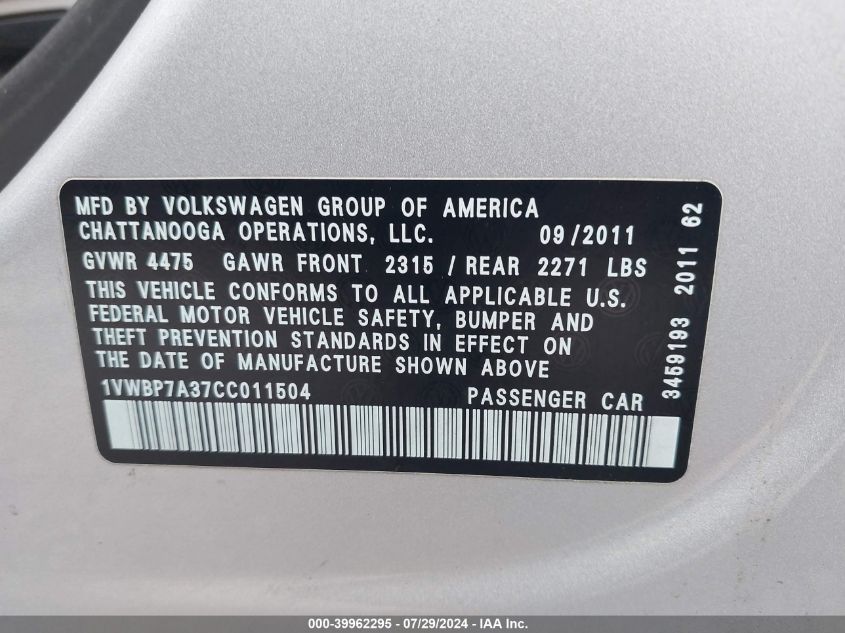 MFD BY VOLKSWAGEN GROUP OF AMERICA
CHATTANOOGA OPERATIONS, LLC. 09/2011
GVWR 4475 GAWR FRONT 2315 / REAR 2271 LBS
THIS VEHICLE CONFORMS TO ALL APPLICABLE U.S.
FEDERAL MOTOR VEHICLE SAFETY, BUMPER AND
THEFT PREVENTION STANDARDS IN EFFECT ON
THE DATE OF MANUFACTURE SHOWN ABOVE
1VWBP7A37CC011504 PASSENGER CAR
3459193 2011 62
000-39962295 - 07/29/2024 - IAA Inc.